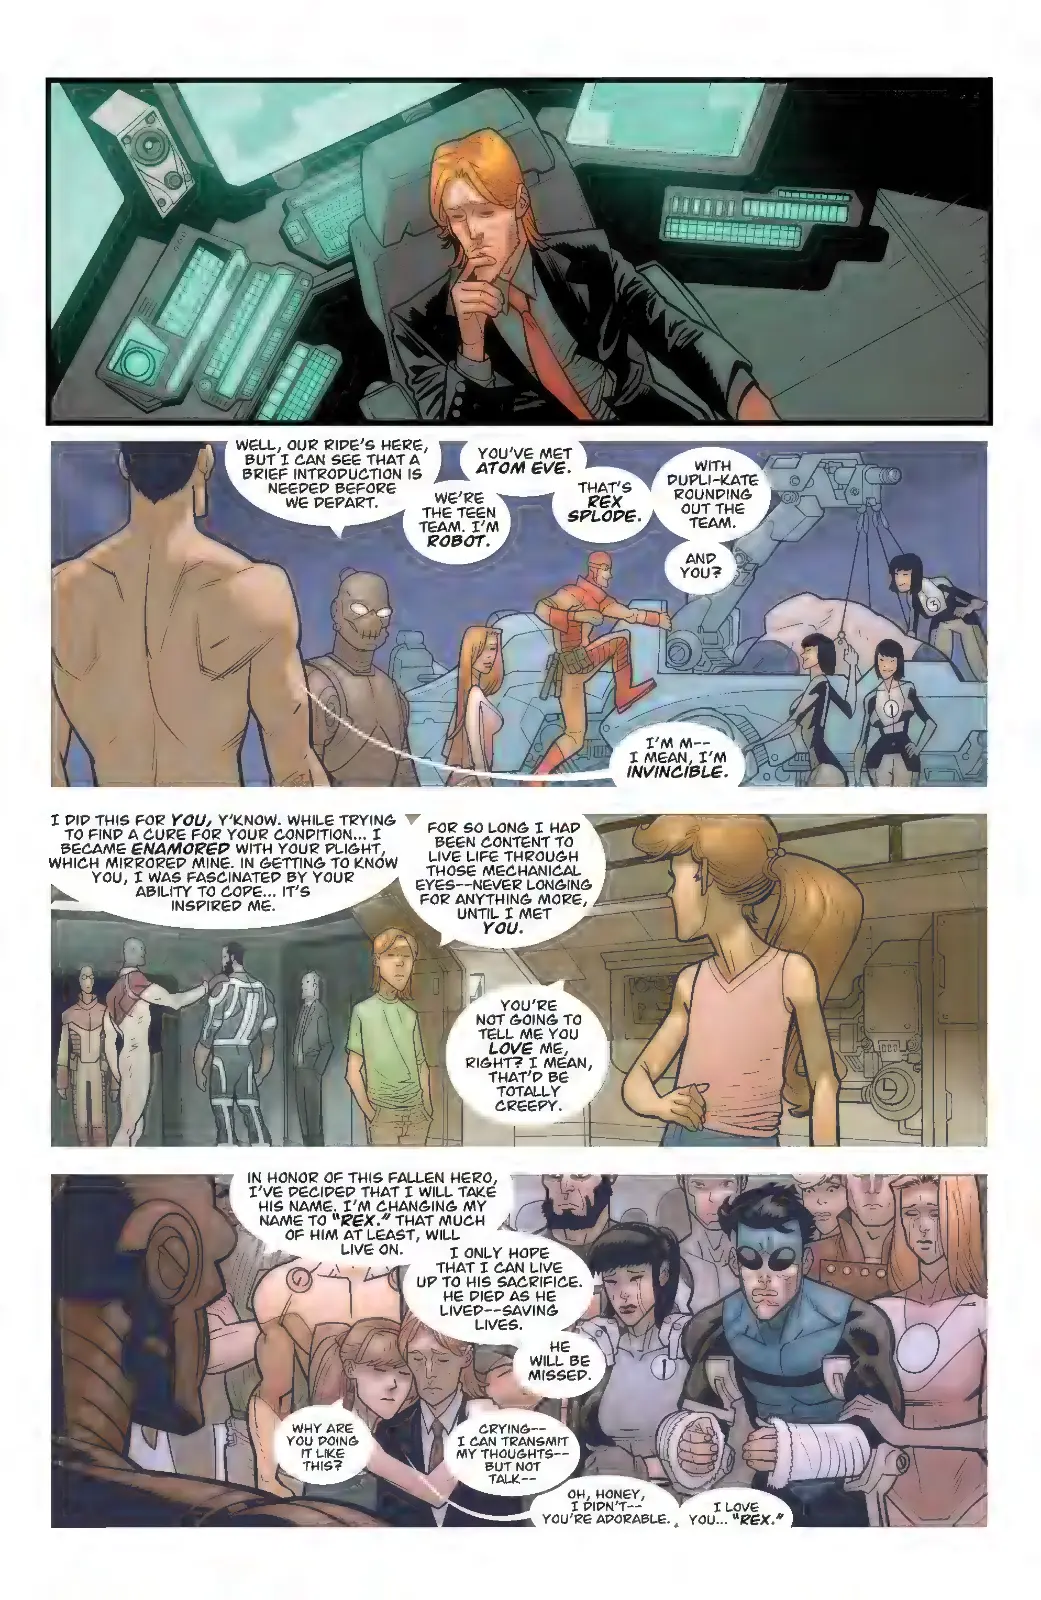 WELL, OUR RIDE'S HERE,
BUT I CAN SEE THAT A
BRIEF INTRODUCTION IS
NEEDED BEFORE
WE DEPART.
WE'RE
THE TEEN
TEAM. I'M
ROBOT.
YOU'VE MET
ATOM EVE.
THAT'S
REX
SPLODE.
WITH
DUPLI-KATE
ROUNDING
OUT THE
TEAM.
AND
YOU?
3
1
I'M M--
I MEAN, I'M
INVINCIBLE.
I DID THIS FOR YOU, Y'KNOW. WHILE TRYING
TO FIND A CURE FOR YOUR CONDITION... I
BECAME ENAMORED WITH YOUR PLIGHT,
WHICH MIRRORED MINE. IN GETTING TO KNOW
YOU, I WAS FASCINATED BY YOUR
ABILITY TO COPE... IT'S
INSPIRED ME.
FOR SO LONG I HAD
BEEN CONTENT TO
LIVE LIFE THROUGH
THOSE MECHANICAL
EYES--NEVER LONGING
FOR ANYTHING MORE,
UNTIL I MET
YOU.
YOU'RE
NOT GOING TO
TELL ME YOU
LOVE ME,
RIGHT? I MEAN,
THAT'D BE
TOTALLY
CREEPY.
IN HONOR OF THIS FALLEN HERO,
I'VE DECIDED THAT I WILL TAKE
HIS NAME. I'M CHANGING MY
NAME TO "REX." THAT MUCH
OF HIM AT LEAST, WILL
LIVE ON.
I ONLY HOPE
THAT I CAN LIVE
UP TO HIS SACRIFICE.
HE DIED AS HE
LIVED--SAVING
LIVES.
HE
WILL BE
MISSED.
1
WHY ARE
YOU DOING
IT LIKE
THIS?
CRYING--
I CAN TRANSMIT
MY THOUGHTS--
BUT NOT
TALK--
OH, HONEY,
I DIDN'T--
YOU'RE ADORABLE.
I LOVE
YOU... "REX."